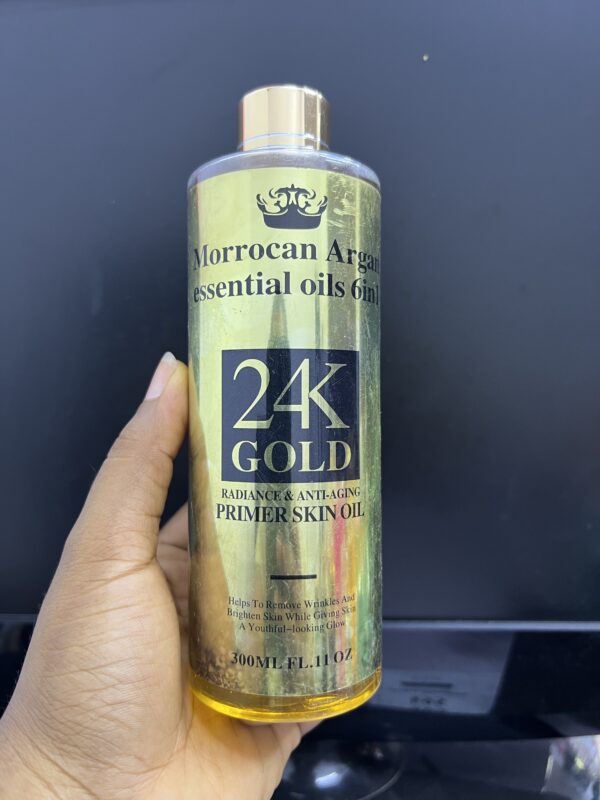 Morrocan Argan
essential oils 6in1
24K
GOLD
RADIANCE & ANTI-AGING
PRIMER SKIN OIL
Helps To Remove Wrinkles And
Brighten Skin While Giving Skin
A Youthful-looking Glow
300ML FL.11 OZ